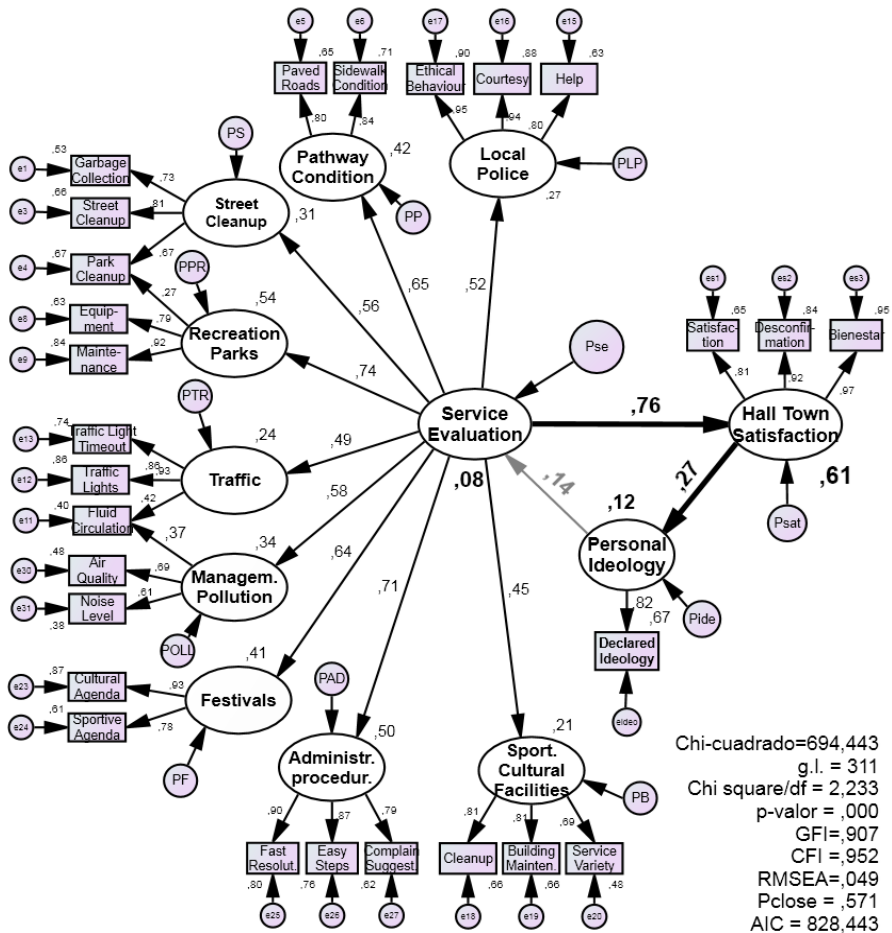 e5
e6
e17
e16
e15
,65
,71
,90
,88
,63
Paved
Roads
Sidewalk
Condition
Ethical
Behaviour
Courtesy
Help
,80
,84
,95
,94
,80
PS
Pathway
Condition
,42
Local
Police
,27
PLP
PP
,53
e1
Garbage
Collection
,73
,66
e3
Street
Cleanup
,81
Street
Cleanup
,31
,67
e4
Park
Cleanup
,67
PPR
,27
,54
,63
e8
Equip-
ment
,79
Recreation
Parks
,84
e9
Mainte-
nance
,92
,65
,52
,56
,74
es1
es2
es3
,65
,84
,95
Satisfac-
tion
Desconfir-
mation
Bienestar
,81
,92
,97
Pse
Service
Evaluation
,76
Hall Town
Satisfaction
,08
,61
Psat
PTR
,24
,49
,74
e13
Traffic Light
Timeout
,86
,86
e12
Traffic
Lights
,93
Traffic
,40
e11
Fluid
Circulation
,42
,58
,37
,34
,48
e30
Air
Quality
,69
Managem.
Pollution
e31
Noise
Level
,61
,38
POLL
,64
,71
,45
,14
,27
,12
Personal
Ideology
,82
,67
Pide
Declared
Ideology
eideo
,41
,87
e23
Cultural
Agenda
,93
Festivals
,61
e24
Sportive
Agenda
,78
PF
PAD
,50
Administr.
procedur.
,21
Sport.
Cultural
Facilities
PB
,90
,87
,79
,81
,81
,69
Fast
Resolut.
Easy
Steps
Complain
Suggest.
Cleanup
Building
Mainten.
Service
Variety
,80
,76
,62
,66
,66
,48
e25
e26
e27
e18
e19
e20
Chi-cuadrado=694,443
g.l. = 311
Chi square/df = 2,233
p-valor = ,000
GFI=,907
CFI =,952
RMSEA=,049
Pclose = ,571
AIC = 828,443